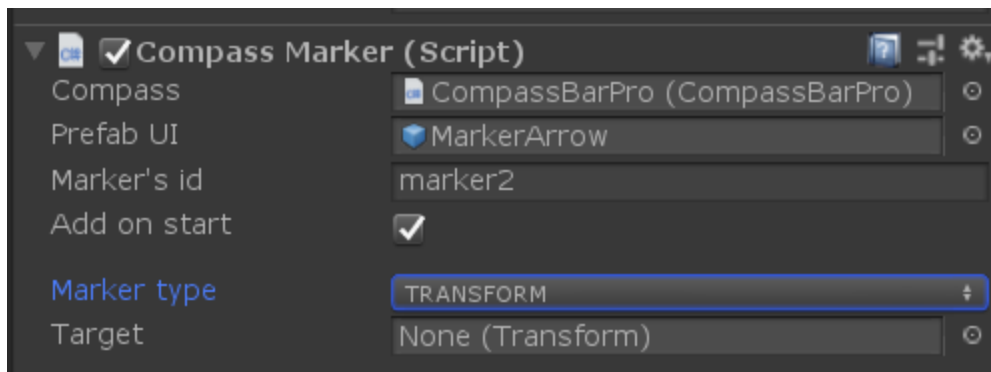 Compass Marker (Script)
Compass CompassBarPro (CompassBarPro)
Prefab UI MarkerArrow
Marker's id marker2
Add on start
Marker type TRANSFORM
Target None (Transform)